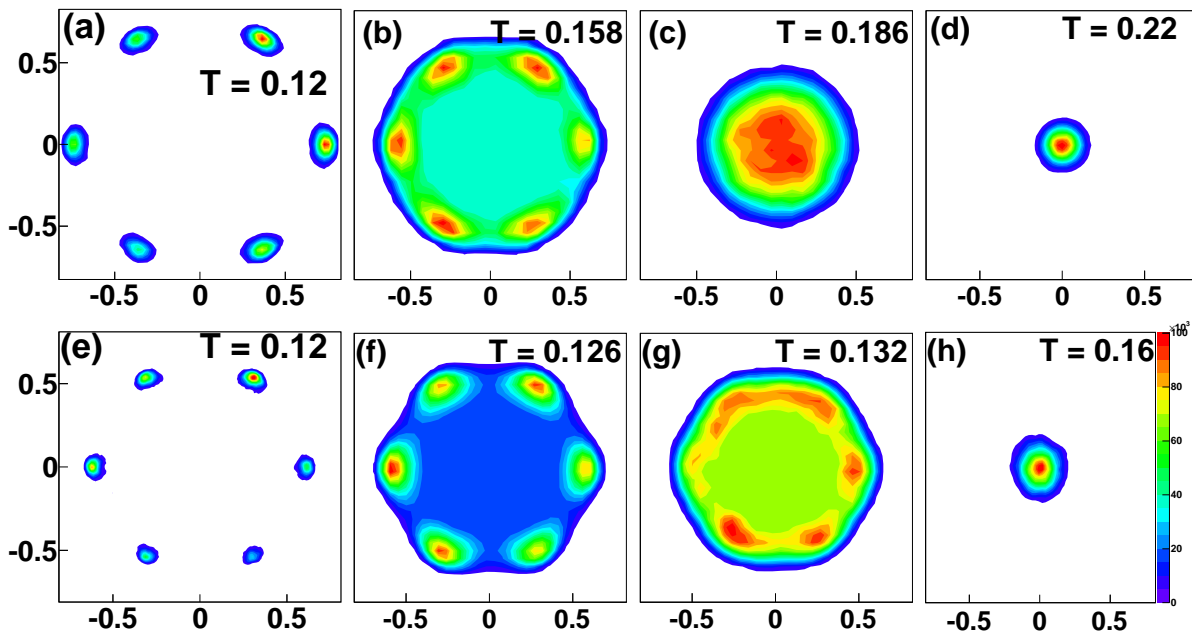 (a) T = 0.12
(b) T = 0.158
(c) T = 0.186
(d) T = 0.22
0.5
0
-0.5
-0.5 0 0.5
-0.5 0 0.5
-0.5 0 0.5
-0.5 0 0.5
(e) T = 0.12
(f) T = 0.126
(g) T = 0.132
(h) T = 0.16
0.5
0
-0.5
-0.5 0 0.5
-0.5 0 0.5
-0.5 0 0.5
-0.5 0 0.5
×10³
100
80
60
40
20
0